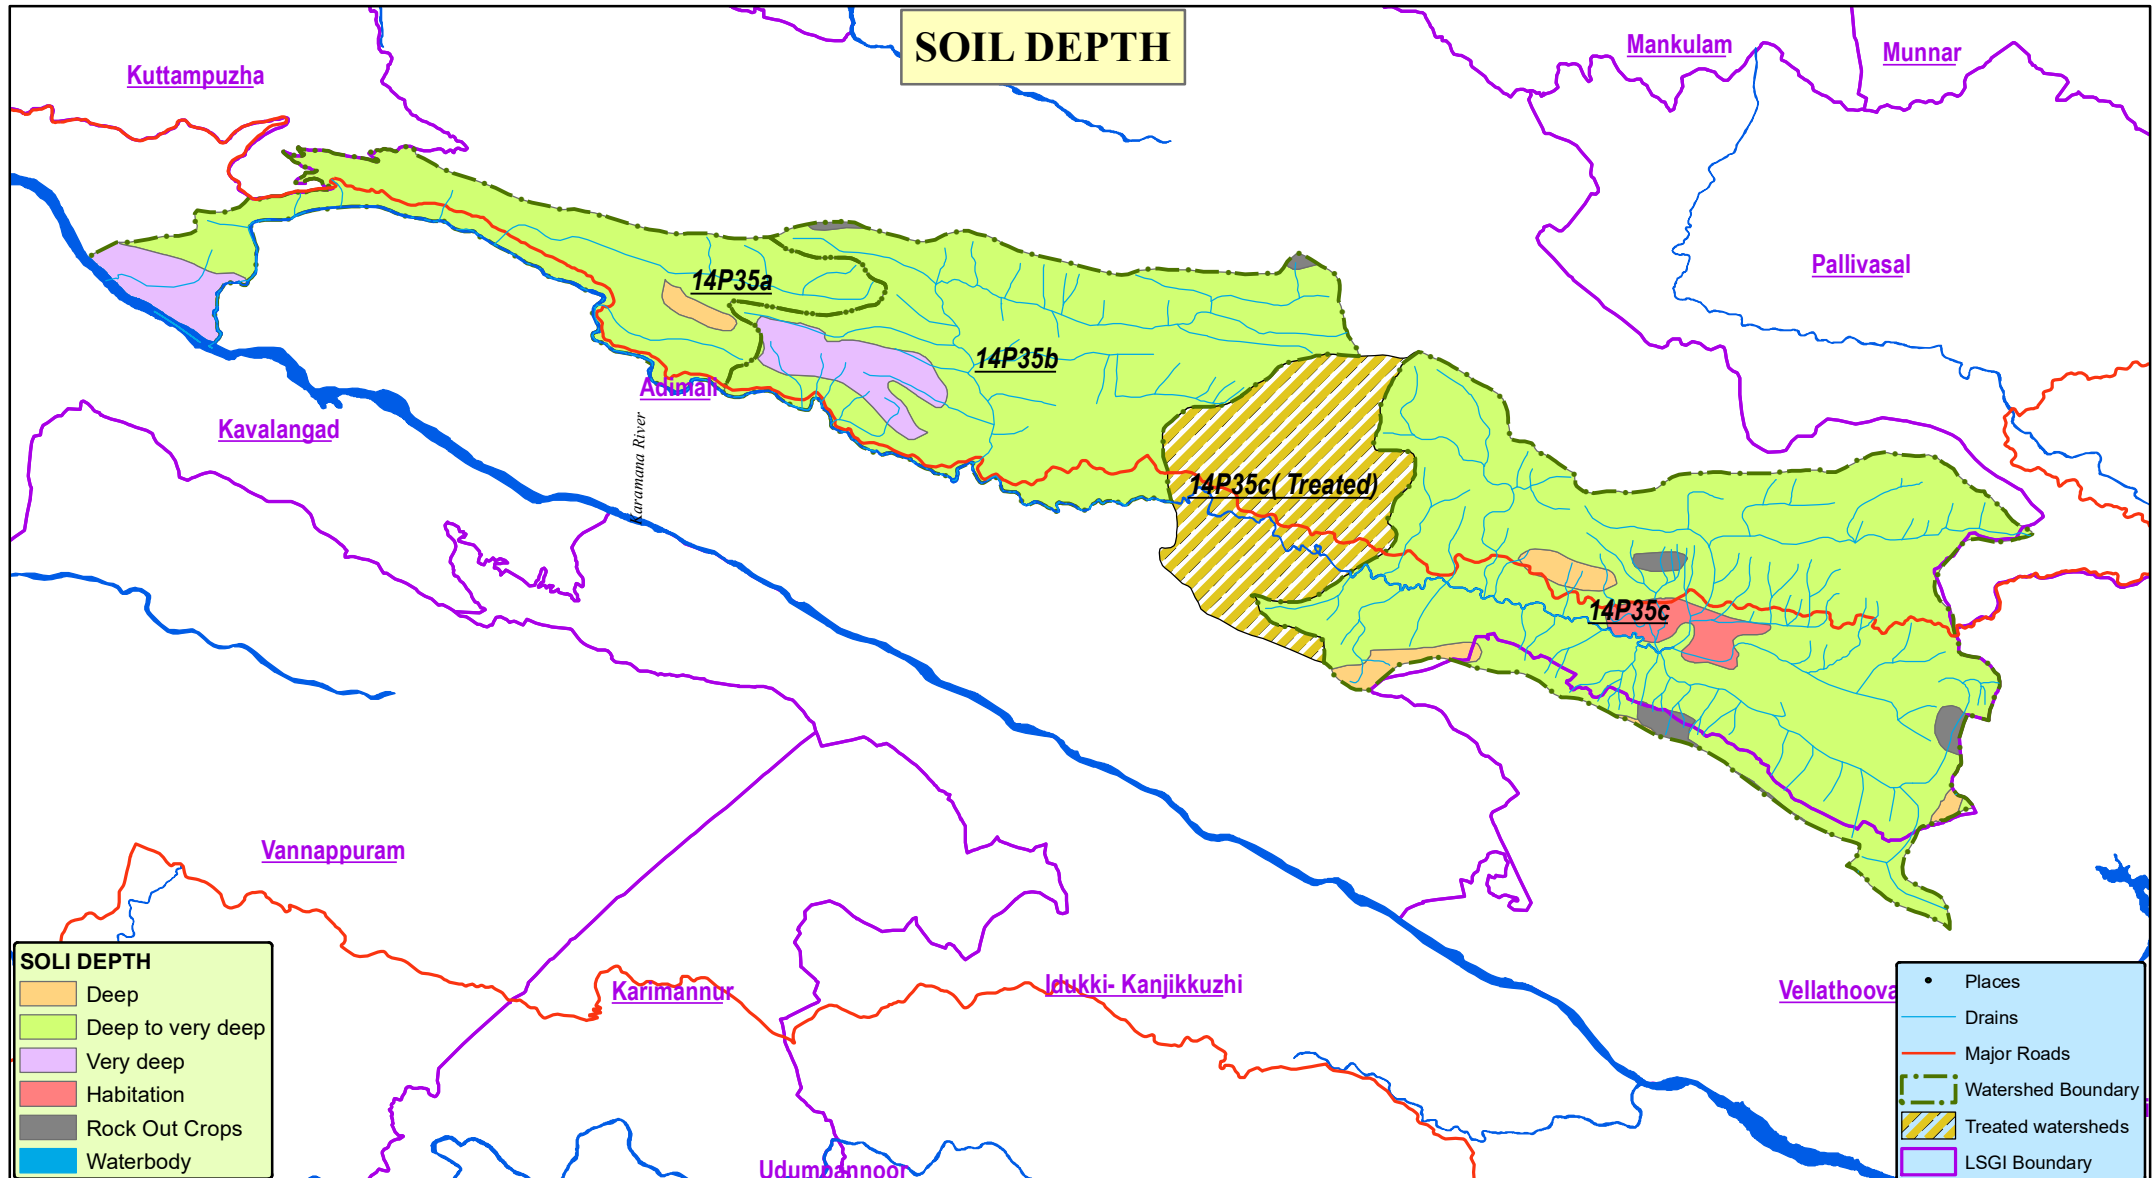 SOIL DEPTH
Mankulam
Munnar
Kuttampuzha
Pallivasal
14P35a
14P35b
Adimali
Kavalangad
Karamana River
14P35c( Treated)
14P35c
Vannappuram
Karimannur
Idukki- Kanjikkuzhi
Vellathoova
Udumpannoor
SOLI DEPTH
Deep
Deep to very deep
Very deep
Habitation
Rock Out Crops
Waterbody
Places
Drains
Major Roads
Watershed Boundary
Treated watersheds
LSGI Boundary